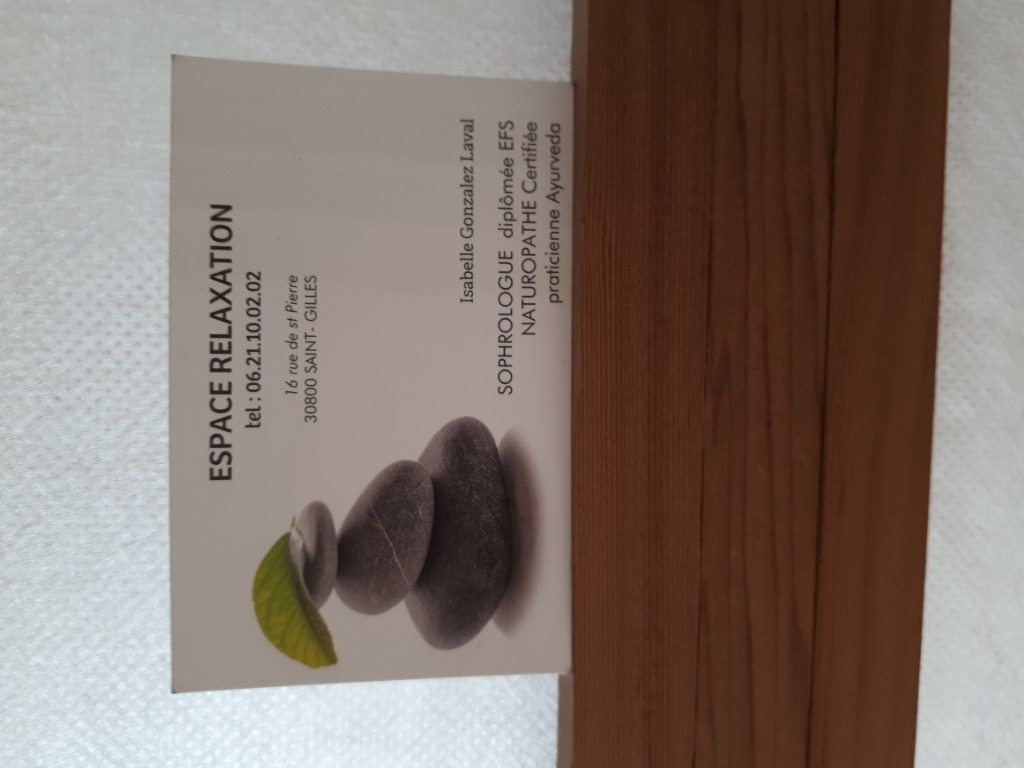 ESPACE RELAXATION
tel : 06.21.10.02.02
16 rue de st Pierre
30800 SAINT- GILLES
Isabelle Gonzalez Laval
SOPHROLOGUE diplômée EFS
NATUROPATHE Certifiée
praticienne Ayurveda